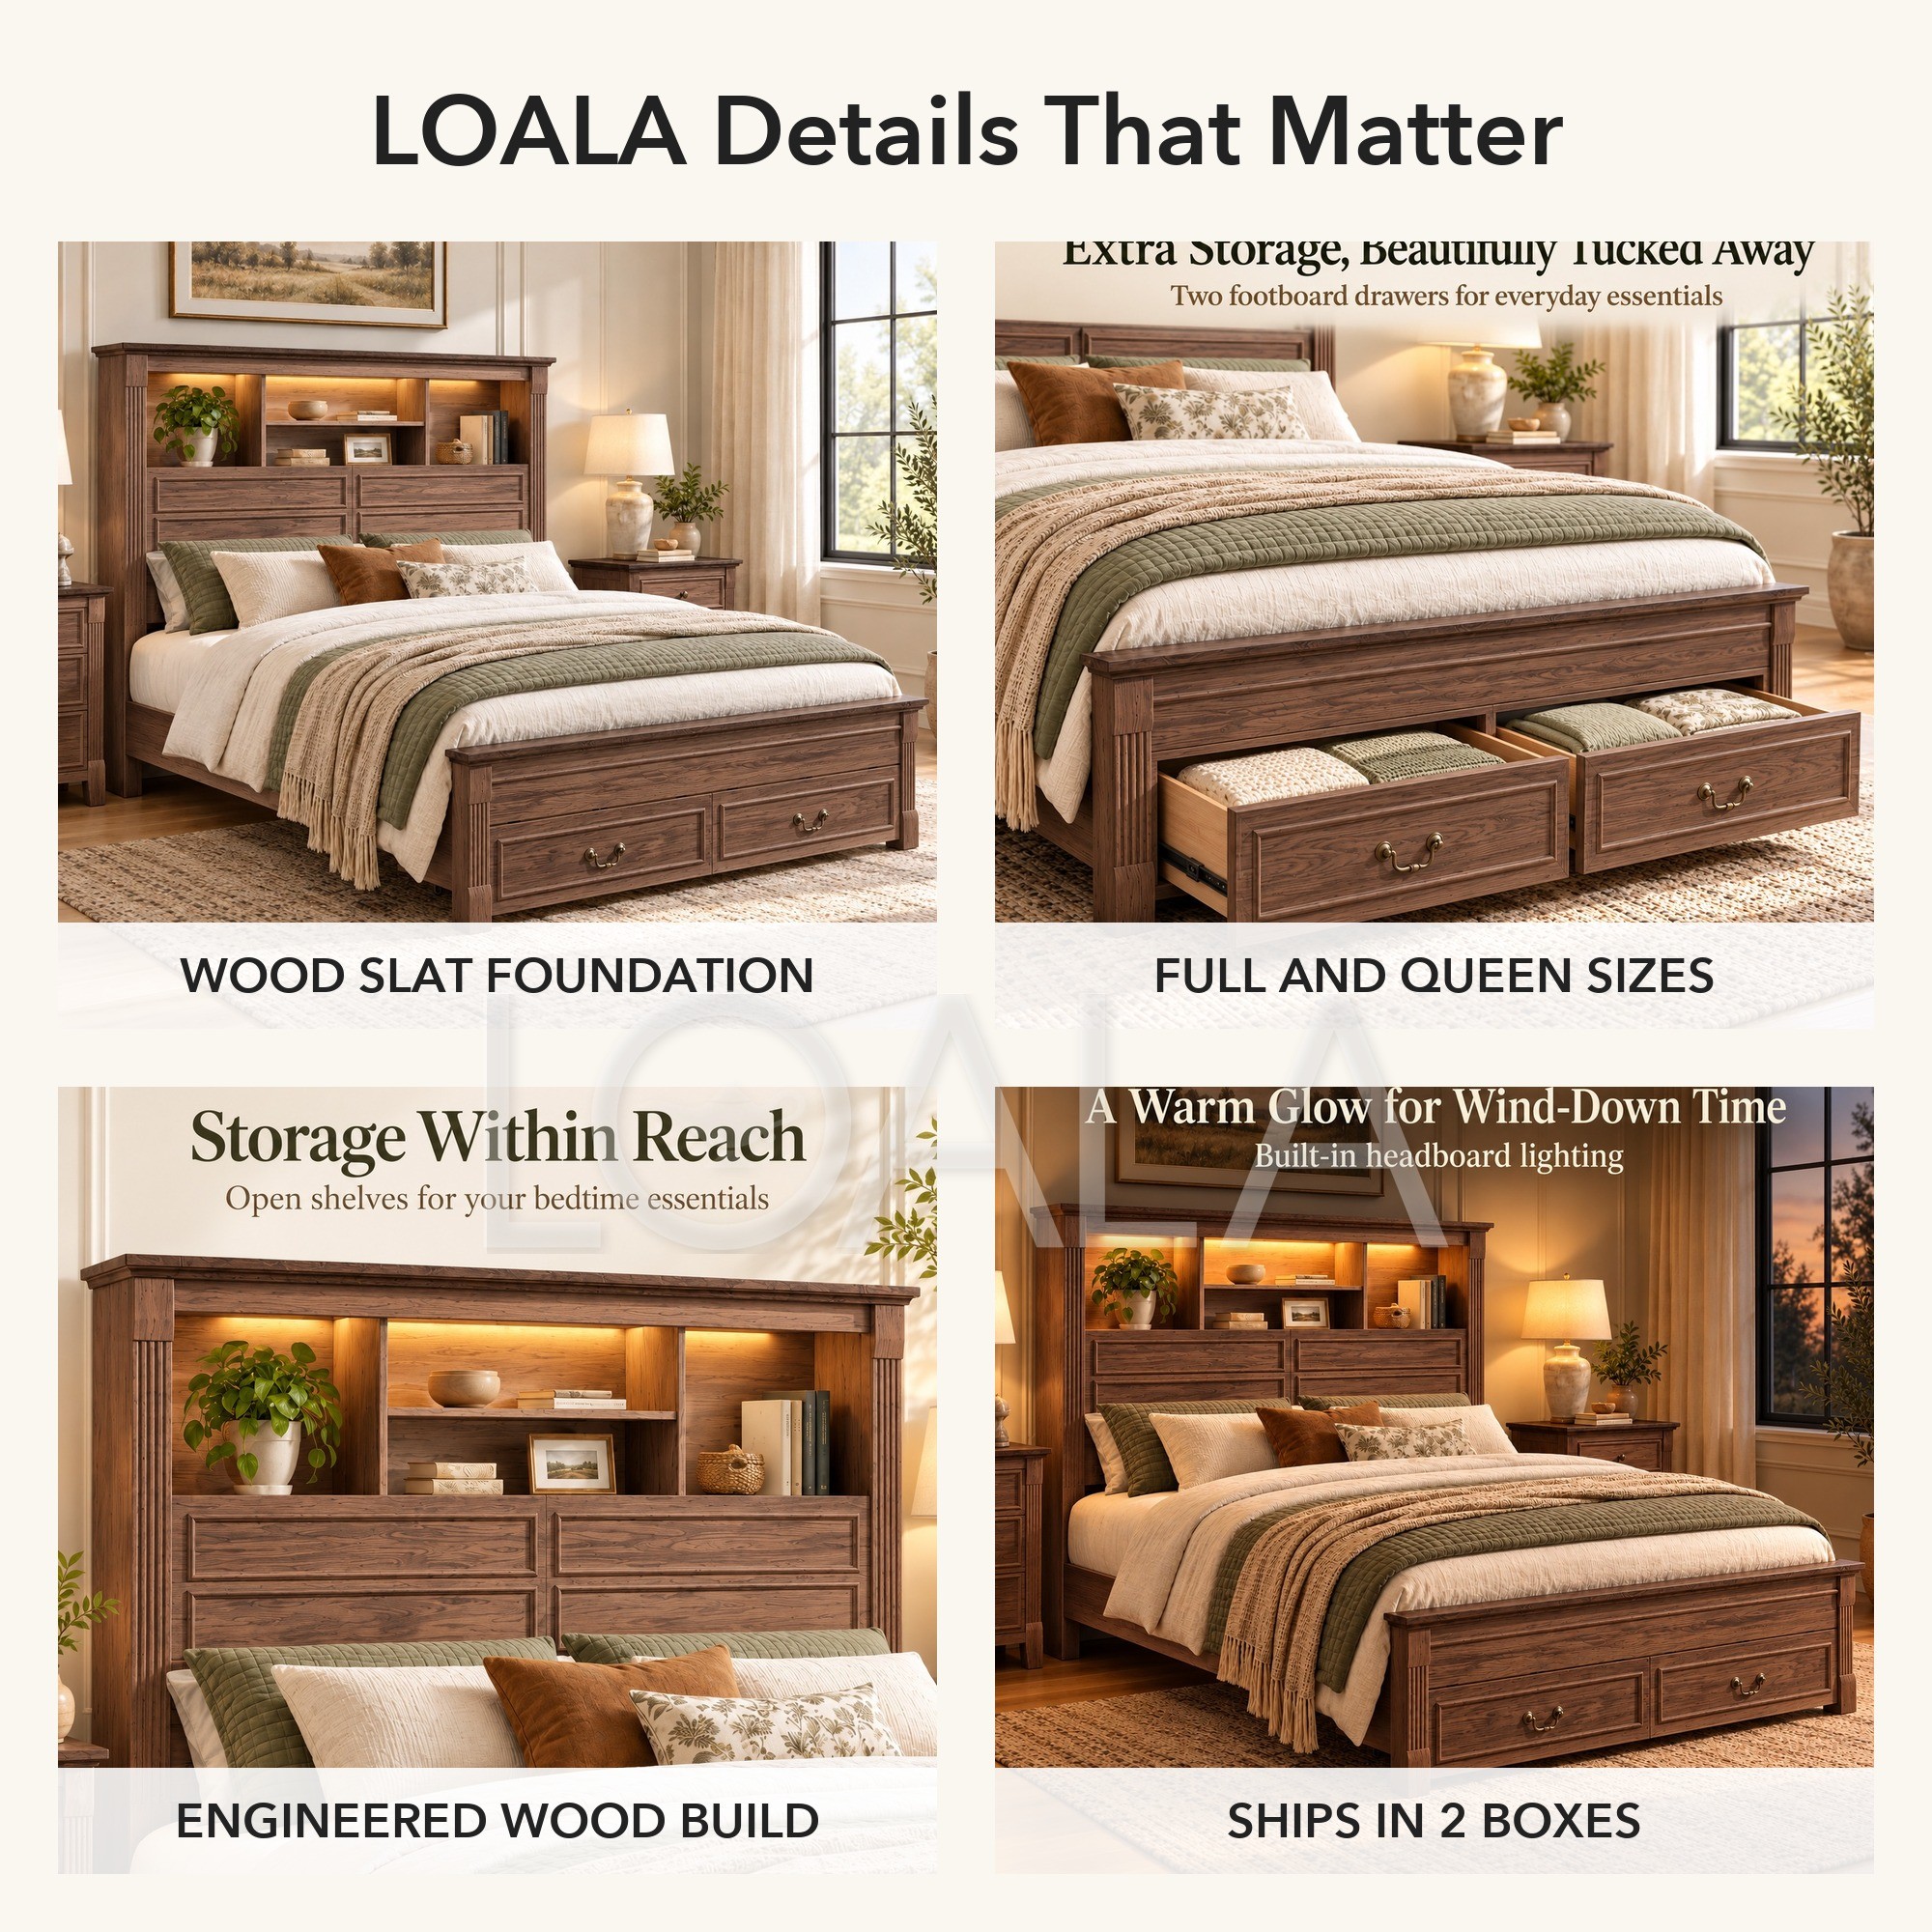 LOALA Details That Matter
WOOD SLAT FOUNDATION
Extra Storage, Beautifully Tucked Away
Two footboard drawers for everyday essentials
FULL AND QUEEN SIZES
LOALA
Storage Within Reach
Open shelves for your bedtime essentials
ENGINEERED WOOD BUILD
A Warm Glow for Wind-Down Time
Built-in headboard lighting
SHIPS IN 2 BOXES